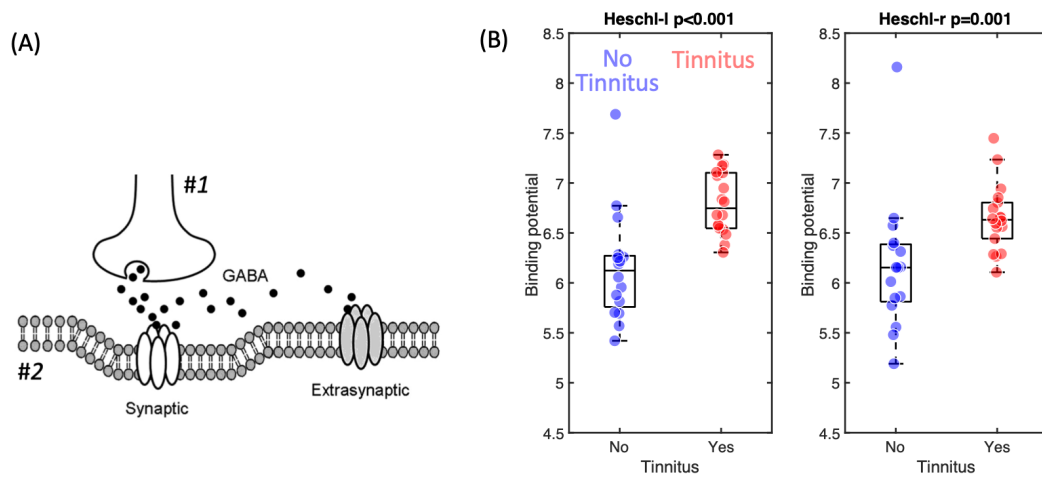 (A)
#1
GABA
#2
Synaptic
Extrasynaptic
(B)
Heschl-l p<0.001
8.5
8
7.5
7
6.5
6
5.5
5
4.5
Binding potential
No
Tinnitus
Tinnitus
No
Yes
Tinnitus
Heschl-r p=0.001
8.5
8
7.5
7
6.5
6
5.5
5
4.5
Binding potential
No
Yes
Tinnitus